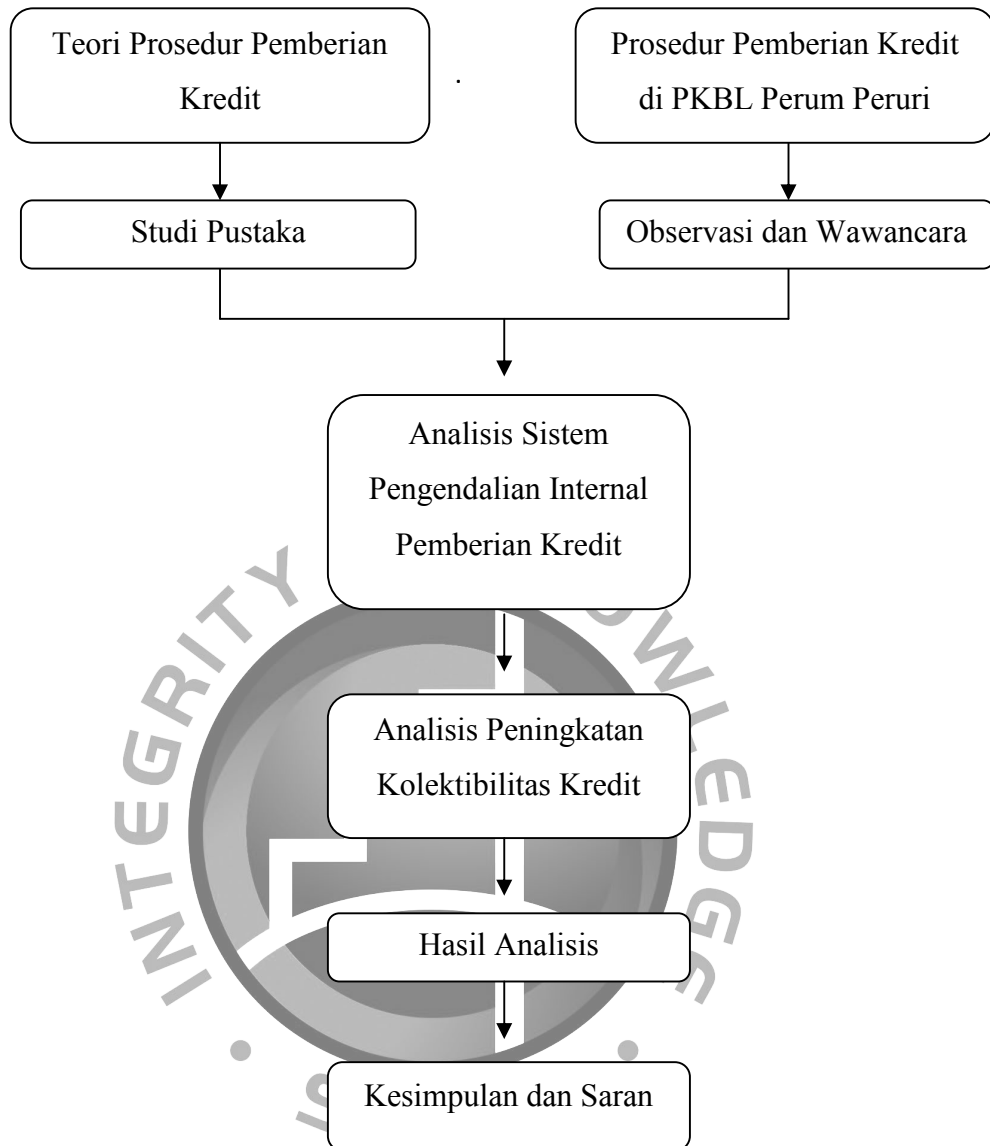 Teori Prosedur Pemberian
Kredit
.
Prosedur Pemberian Kredit
di PKBL Perum Peruri
Studi Pustaka
Observasi dan Wawancara
Analisis Sistem
Pengendalian Internal
Pemberian Kredit
INTEGRITY
Analisis Peningkatan
Kolektibilitas Kredit
Hasil Analisis
Kesimpulan dan Saran